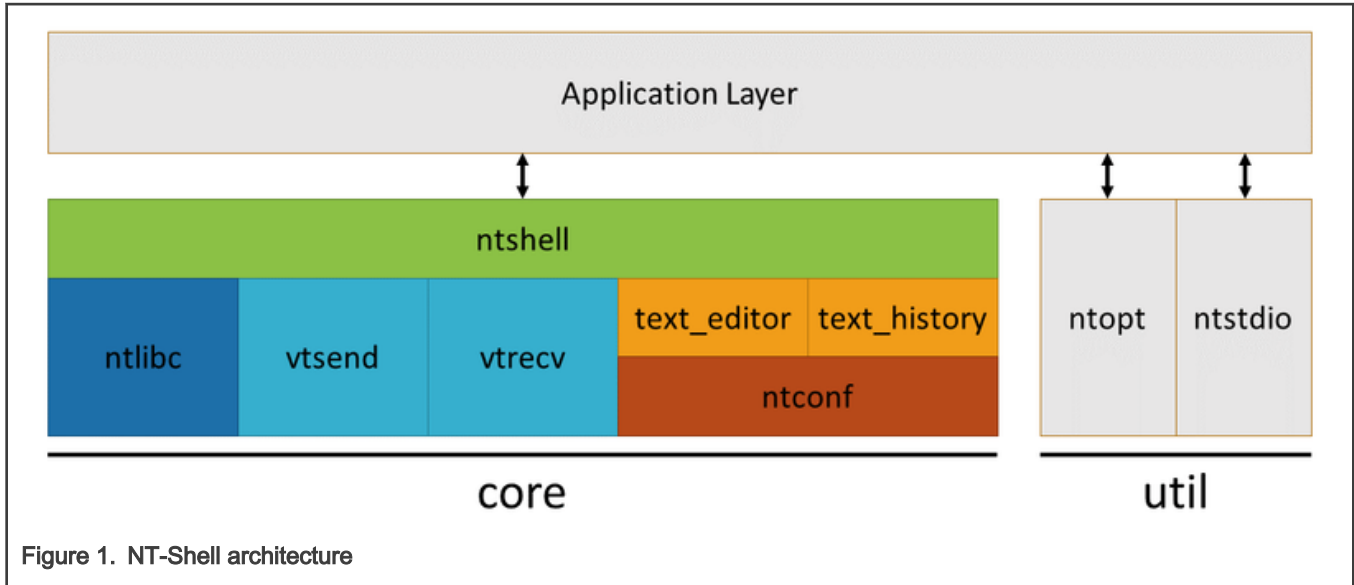 Application Layer
ntshell
text_editor text_history ntopt ntstdio
ntlibc vtsend vtrecv
ntconf
core util
Figure 1. NT-Shell architecture